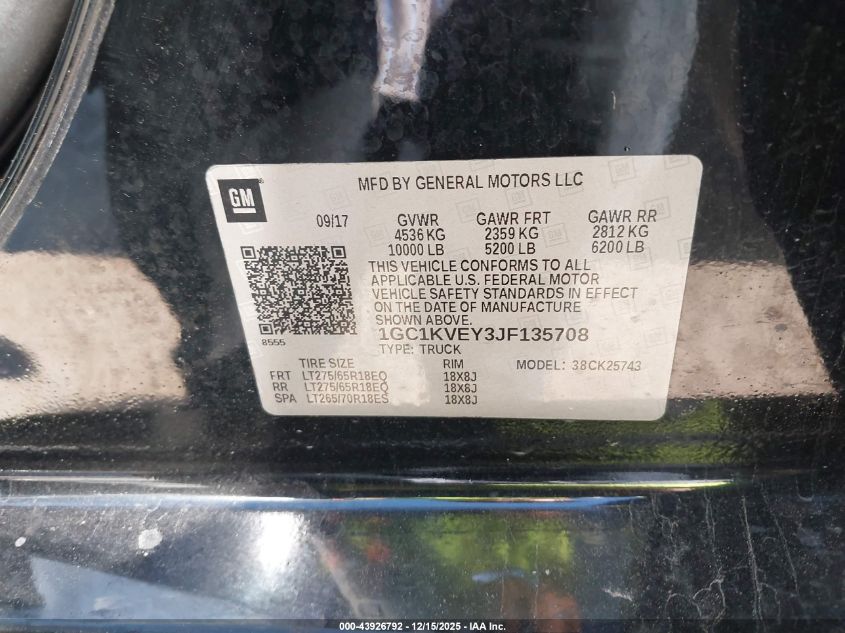 GM
MFD BY GENERAL MOTORS LLC
09/17 GVWR GAWR FRT GAWR RR
4536 KG 2359 KG 2812 KG
10000 LB 5200 LB 6200 LB
THIS VEHICLE CONFORMS TO ALL
APPLICABLE U.S. FEDERAL MOTOR
VEHICLE SAFETY STANDARDS IN EFFECT
ON THE DATE OF MANUFACTURE
SHOWN ABOVE.
8555
1GC1KVEY3JF135708
TYPE: TRUCK
TIRE SIZE RIM MODEL: 38CK25743
FRT LT275/65R18EO 18X8J
RR LT275/65R18EO 18X8J
SPA LT265/70R18ES 18X8J
000-43926792 - 12/15/2025 - IAA Inc.